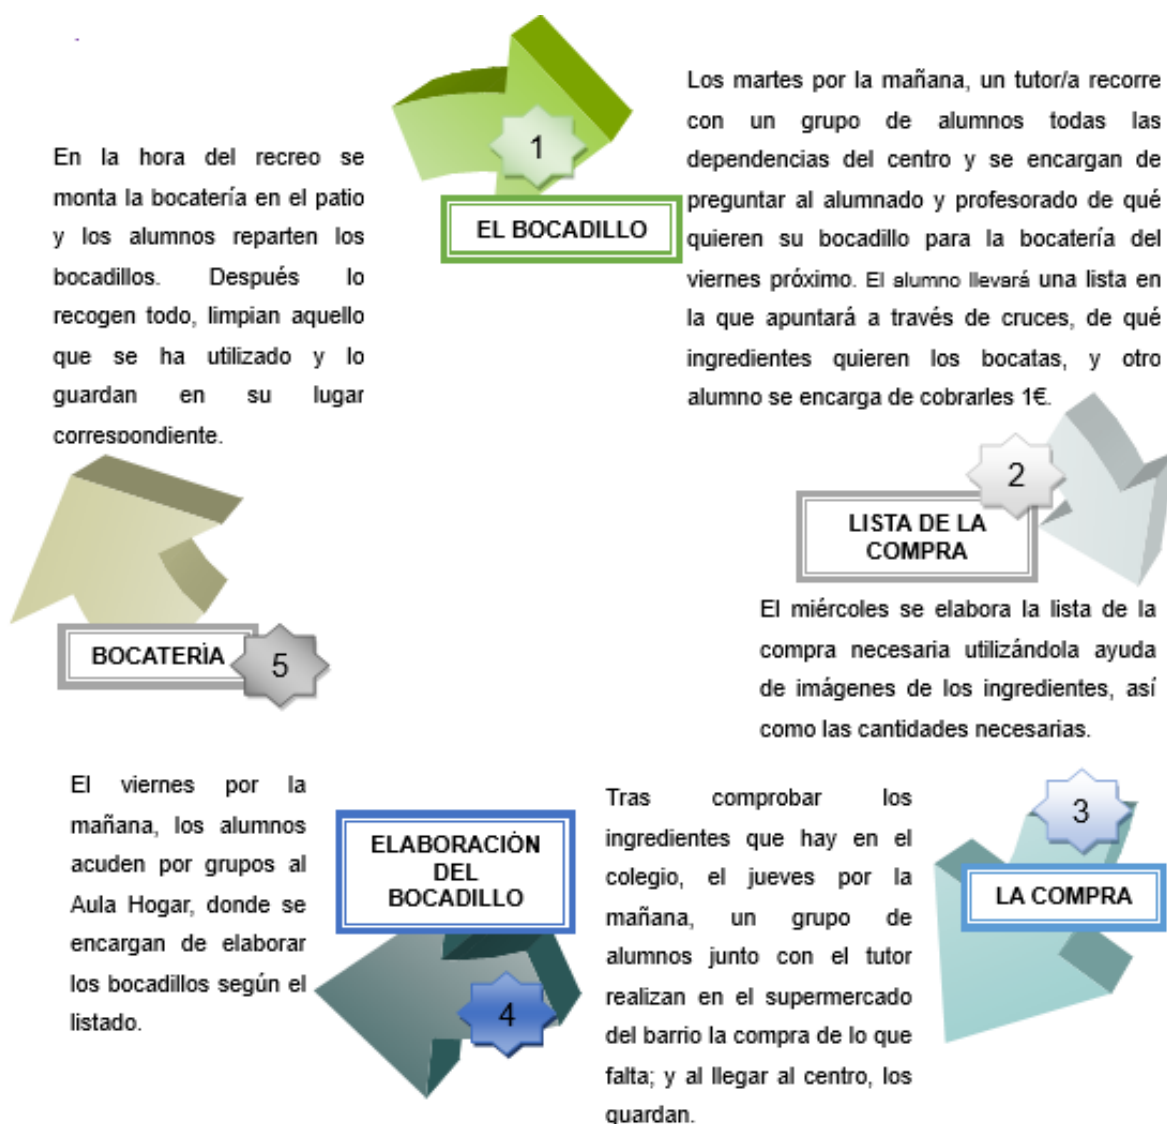 1
EL BOCADILLO
Los martes por la mañana, un tutor/a recorre
con un grupo de alumnos todas las
dependencias del centro y se encargan de
preguntar al alumnado y profesorado de qué
quieren su bocadillo para la bocatería del
viernes próximo. El alumno llevará una lista en
la que apuntará a través de cruces, de qué
ingredientes quieren los bocatas, y otro
alumno se encarga de cobrarles 1€.
2
LISTA DE LA
COMPRA
El miércoles se elabora la lista de la
compra necesaria utilizándola ayuda
de imágenes de los ingredientes, así
como las cantidades necesarias.
3
LA COMPRA
Tras comprobar los
ingredientes que hay en el
colegio, el jueves por la
mañana, un grupo de
alumnos junto con el tutor
realizan en el supermercado
del barrio la compra de lo que
falta; y al llegar al centro, los
guardan.
4
ELABORACIÓN
DEL
BOCADILLO
El viernes por la
mañana, los alumnos
acuden por grupos al
Aula Hogar, donde se
encargan de elaborar
los bocadillos según el
listado.
5
BOCATERÍA
En la hora del recreo se
monta la bocatería en el patio
y los alumnos reparten los
bocadillos. Después lo
recogen todo, limpian aquello
que se ha utilizado y lo
guardan en su lugar
correspondiente.